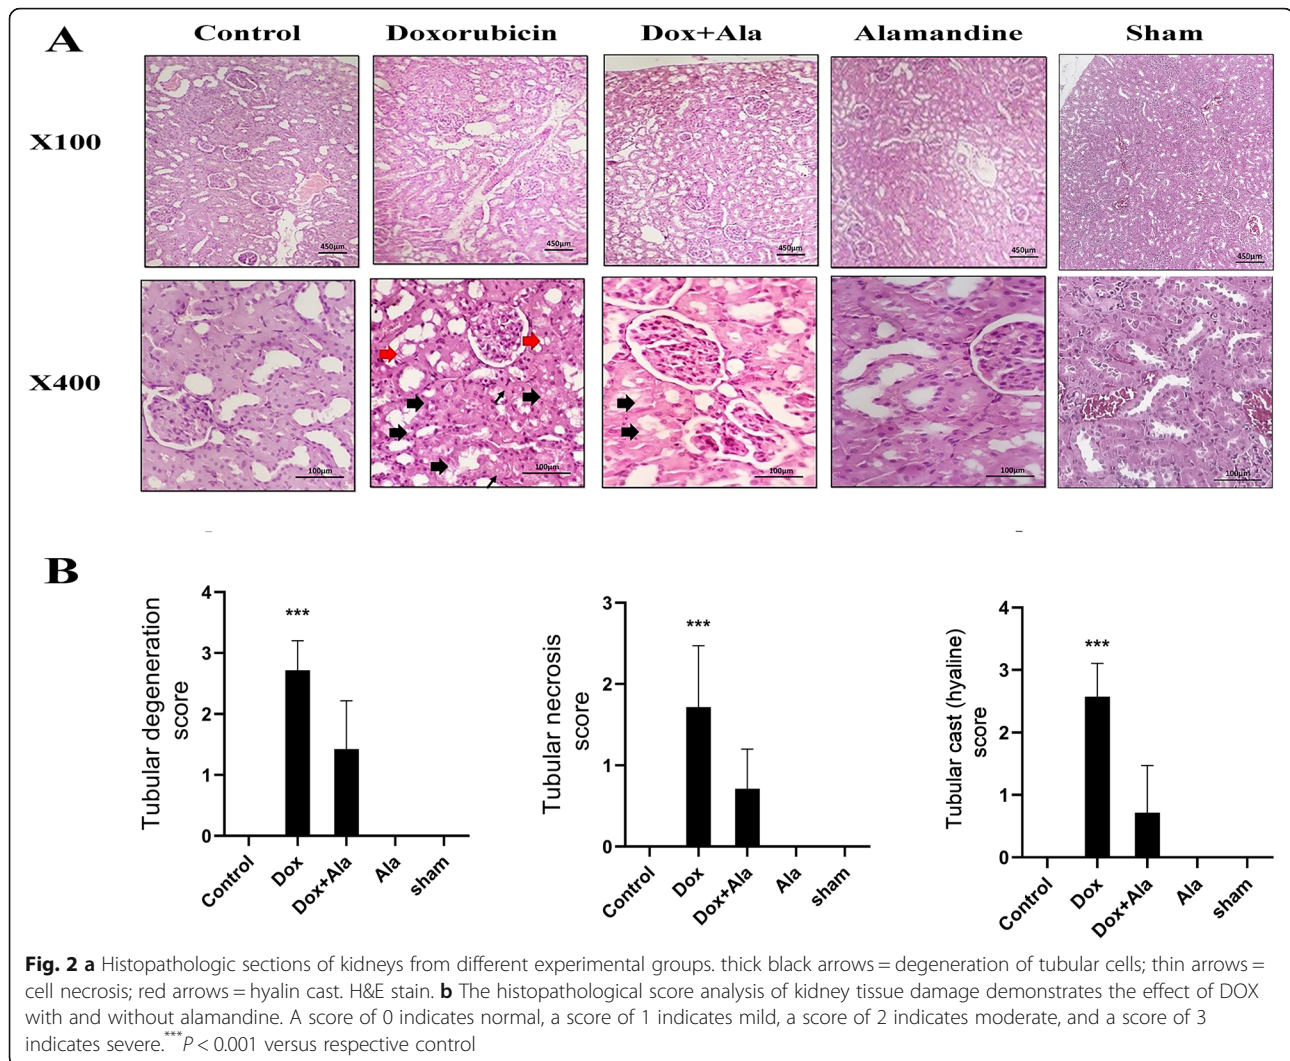 A
Control
Doxorubicin
Dox+Ala
Alamandine
Sham
X100
450µm
450µm
450µm
450µm
450µm
X400
100µm
100µm
100µm
100µm
100µm
B
Tubular degeneration
score
4
3
2
1
0
***
Control
Dox
Dox+Ala
Ala
sham
Tubular necrosis
score
3
2
1
0
***
Control
Dox
Dox+Ala
Ala
sham
Tubular cast (hyaline)
score
4
3
2
1
0
***
Control
Dox
Dox+Ala
Ala
sham
Fig. 2 a Histopathologic sections of kidneys from different experimental groups. thick black arrows = degeneration of tubular cells; thin arrows =
cell necrosis; red arrows = hyalin cast. H&E stain. b The histopathological score analysis of kidney tissue damage demonstrates the effect of DOX
with and without alamandine. A score of 0 indicates normal, a score of 1 indicates mild, a score of 2 indicates moderate, and a score of 3
indicates severe.***P < 0.001 versus respective control